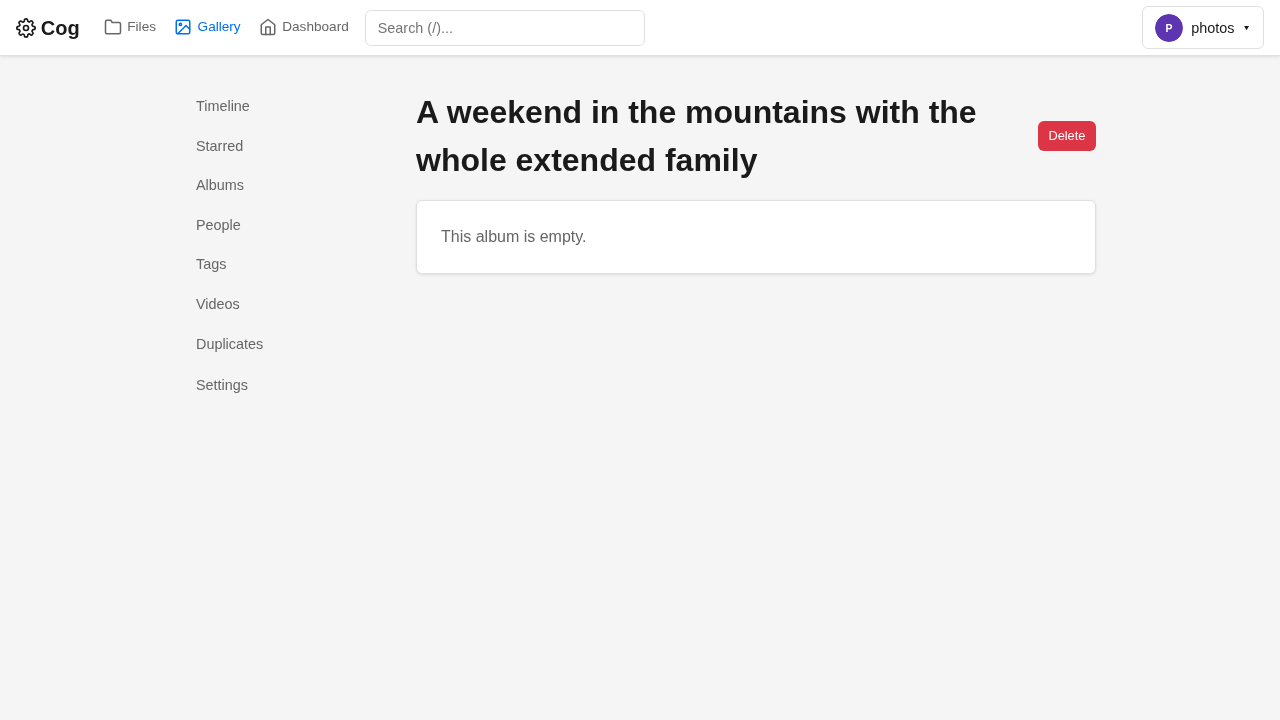 Cog
Files
Gallery
Dashboard
Search (/)...
P
photos
Timeline
Starred
Albums
People
Tags
Videos
Duplicates
Settings
A weekend in the mountains with the
whole extended family
Delete
This album is empty.